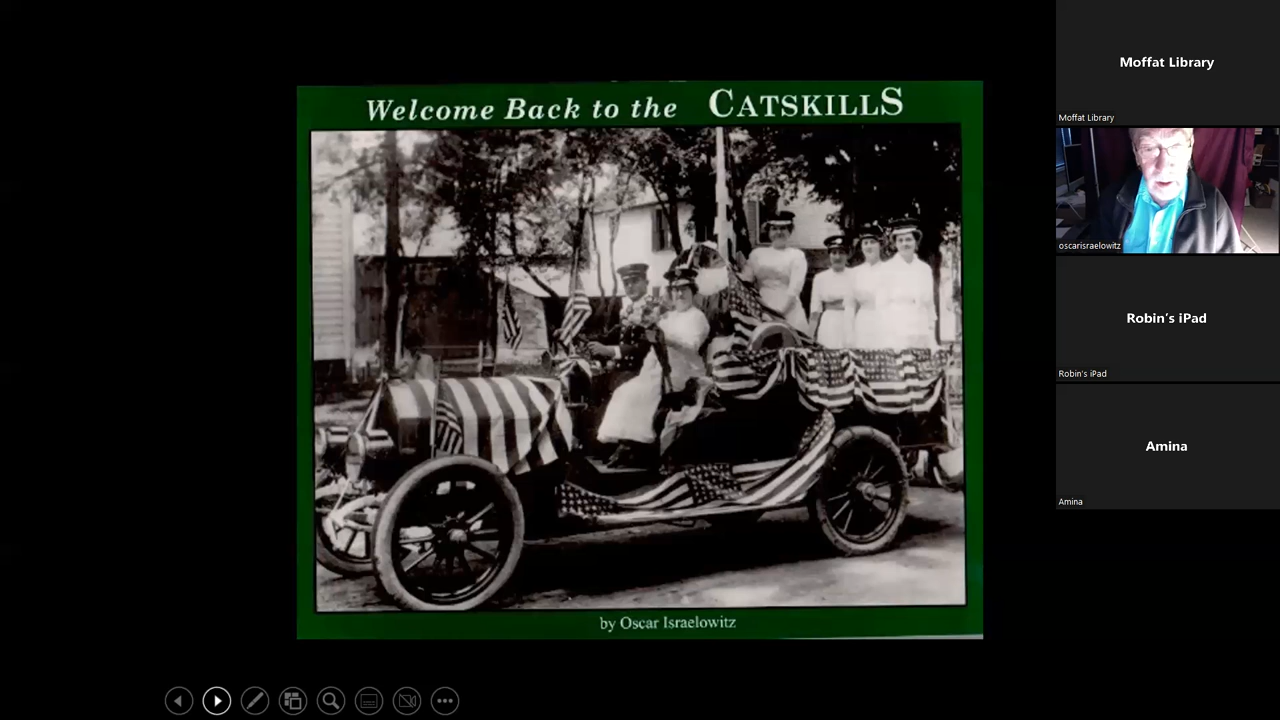 Welcome Back to the CATSKILLS
by Oscar Israelowitz
Moffat Library
Moffat Library
oscarisraelowitz
Robin's iPad
Robin's iPad
Amina
Amina